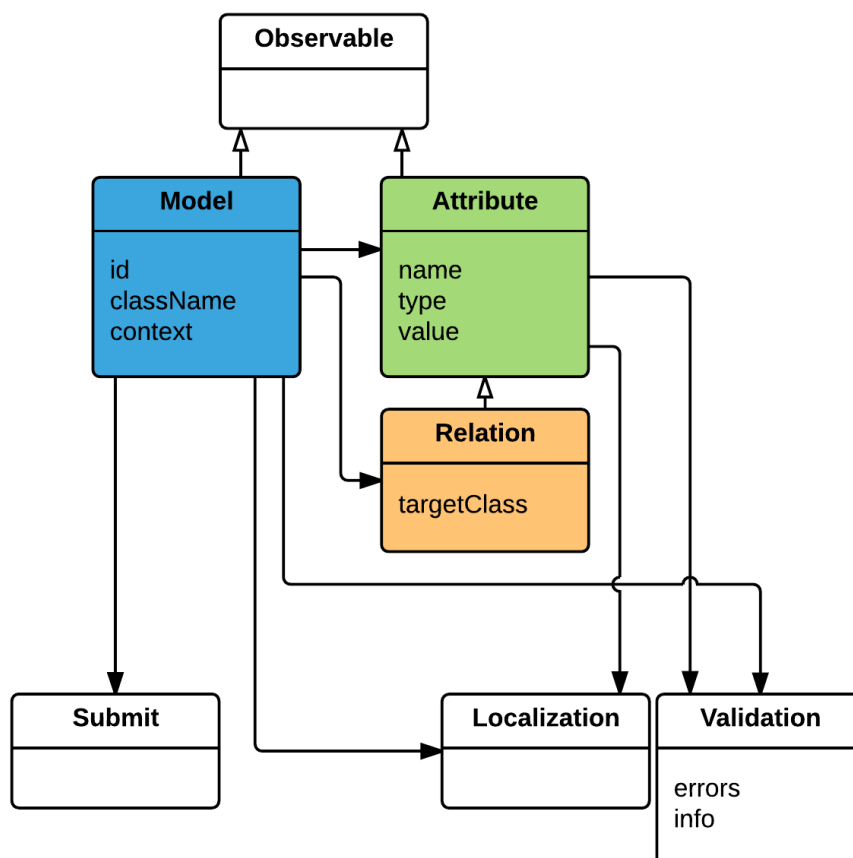 Observable
Model
id
className
context
Attribute
name
type
value
Relation
targetClass
Submit
Localization
Validation
errors
info